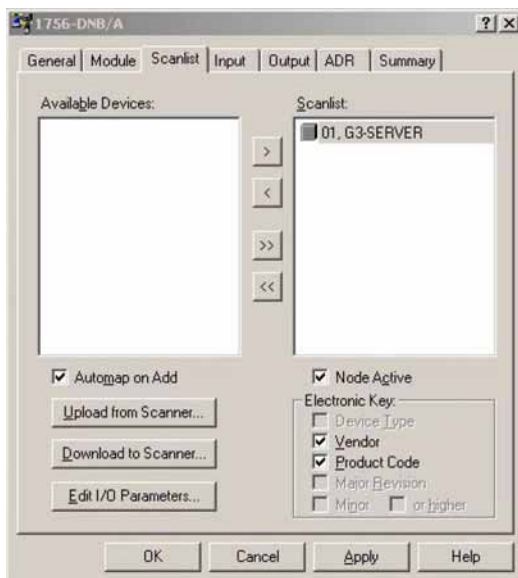 1756-DNB/A
General Module Scanlist Input Output ADR Summary
Available Devices:
Scanlist:
01, G3-SERVER
>
<
>>
<<
Automap on Add
Node Active
Upload from Scanner...
Download to Scanner...
Edit I/O Parameters...
Electronic Key:
Device Type
Vendor
Product Code
Major Revision
Minor or higher
OK Cancel Apply Help